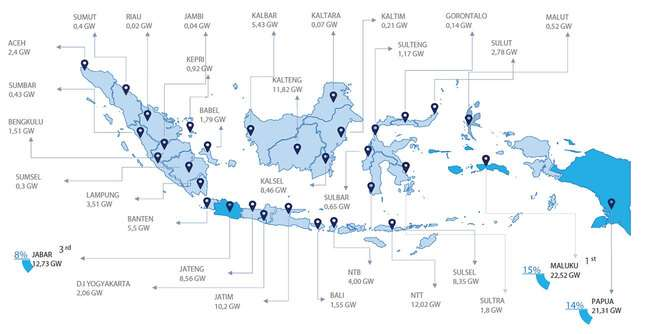 SUMUT
0,4 GW
RIAU
0,02 GW
JAMBI
0,04 GW
KALBAR
5,43 GW
KALTARA
0,07 GW
KALTIM
0,21 GW
GORONTALO
0,14 GW
MALUT
0,52 GW
ACEH
2,4 GW
KEPRI
0,92 GW
SULTENG
1,17 GW
SULUT
2,78 GW
SUMBAR
0,43 GW
KALTENG
11,82 GW
BABEL
1,79 GW
BENGKULU
1,51 GW
SUMSEL
0,3 GW
KALSEL
8,46 GW
LAMPUNG
3,51 GW
SULBAR
0,65 GW
BANTEN
5,5 GW
8%
JABAR
12,73 GW
3rd
JATENG
8,56 GW
DJI YOGYAKARTA
2,06 GW
JATIM
10,2 GW
BALI
1,55 GW
NTB
4,00 GW
NTT
12,02 GW
SULSEL
8,35 GW
SULTRA
1,8 GW
15%
MALUKU
22,52 GW
1st
14%
PAPUA
21,31 GW